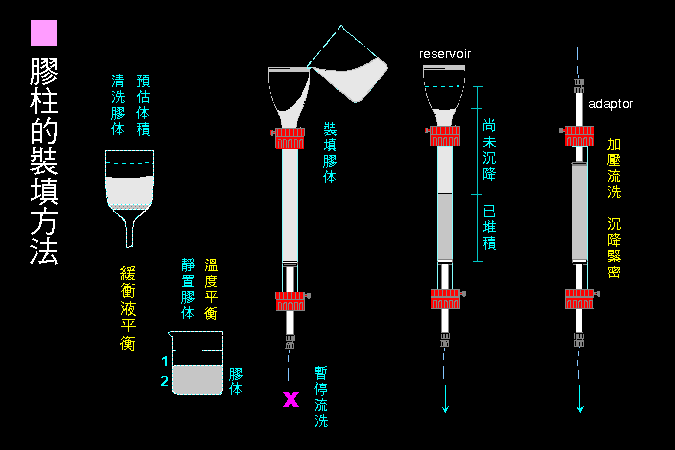 膠柱的裝填方法
清洗膠体
預估体積
緩衝液平衡
靜置膠体
溫度平衡
1
2
膠体
裝填膠体
X
暫停流洗
reservoir
尚未沉降
已堆積
adaptor
加壓流洗
沉降緊密